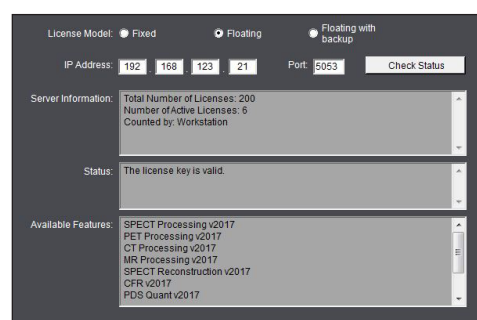 License Model: Fixed Floating Floating with backup
IP Address: 192 . 168 . 123 . 21 Port: 5053 Check Status
Server Information: Total Number of Licenses: 200
Number of Active Licenses: 6
Counted by: Workstation
Status: The license key is valid.
Available Features: SPECT Processing v2017
PET Processing v2017
CT Processing v2017
MR Processing v2017
SPECT Reconstruction v2017
CFR v2017
PDS Quant v2017